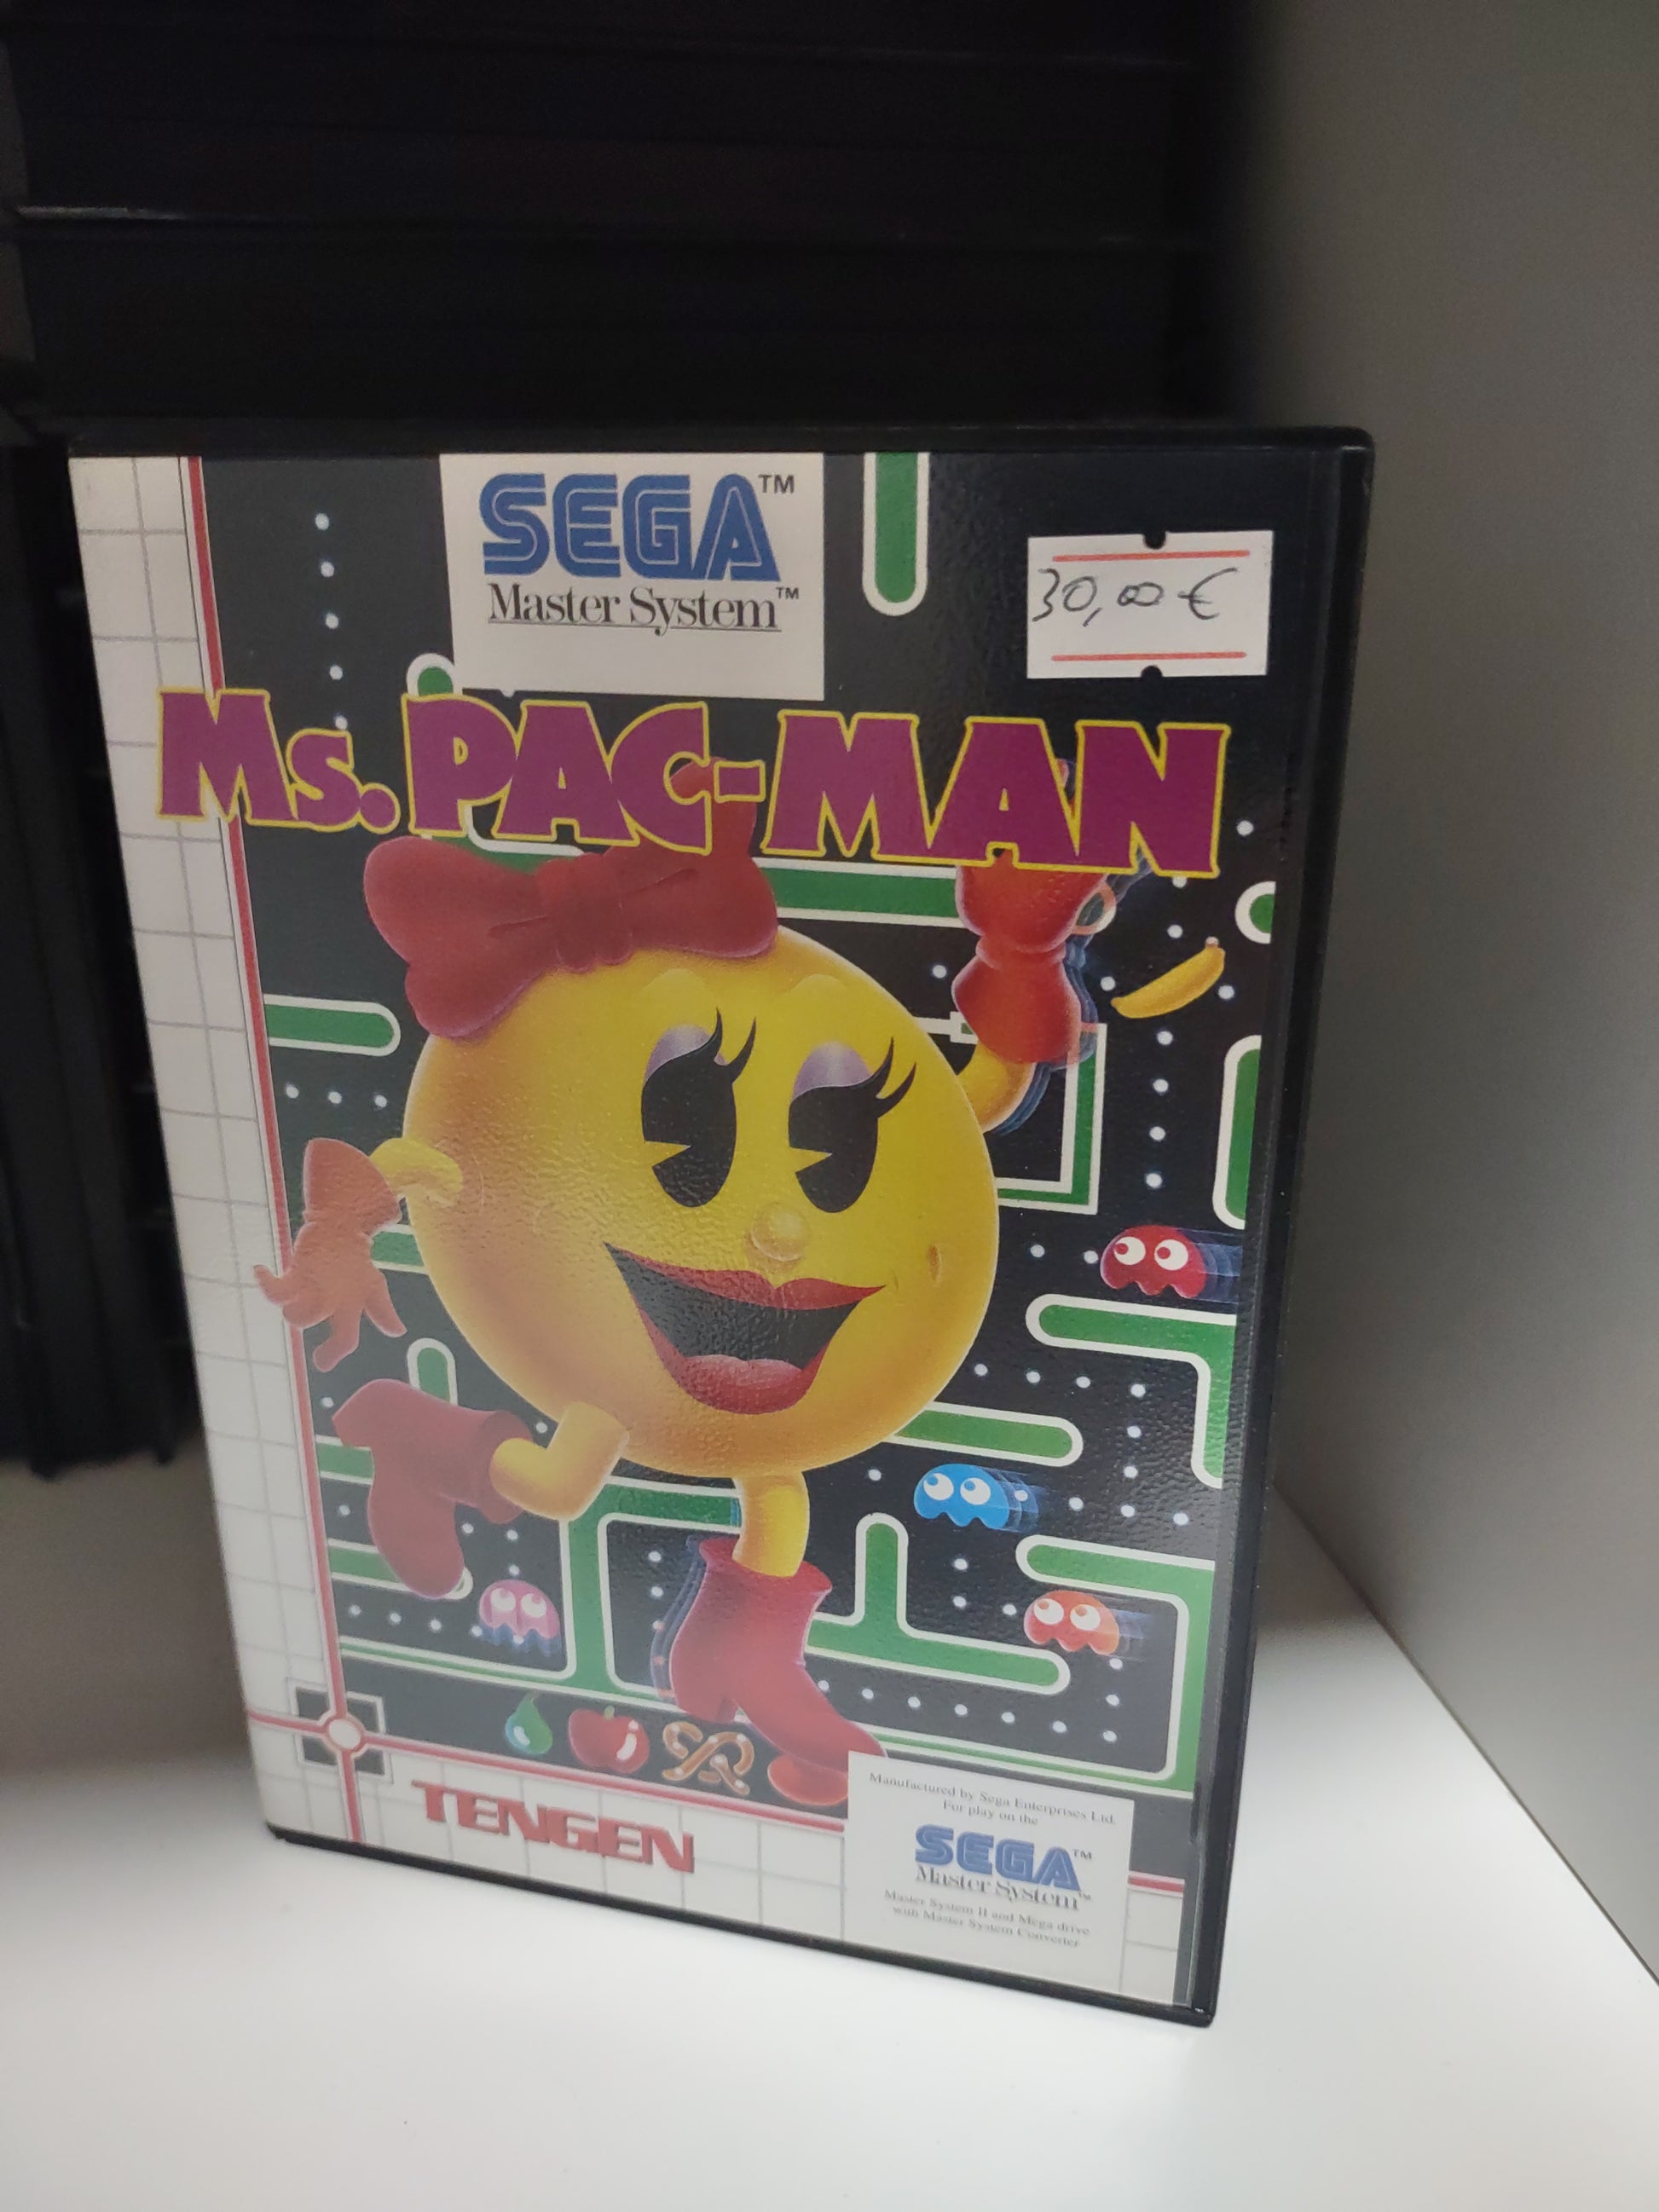 SEGA™
Master System™
30,00 €
Ms. PAC-MAN
TENGEN
Manufactured by Sega Enterprises Ltd.
For play on the
SEGA™
Master System™
Master System II and Mega drive
with Master System Converter